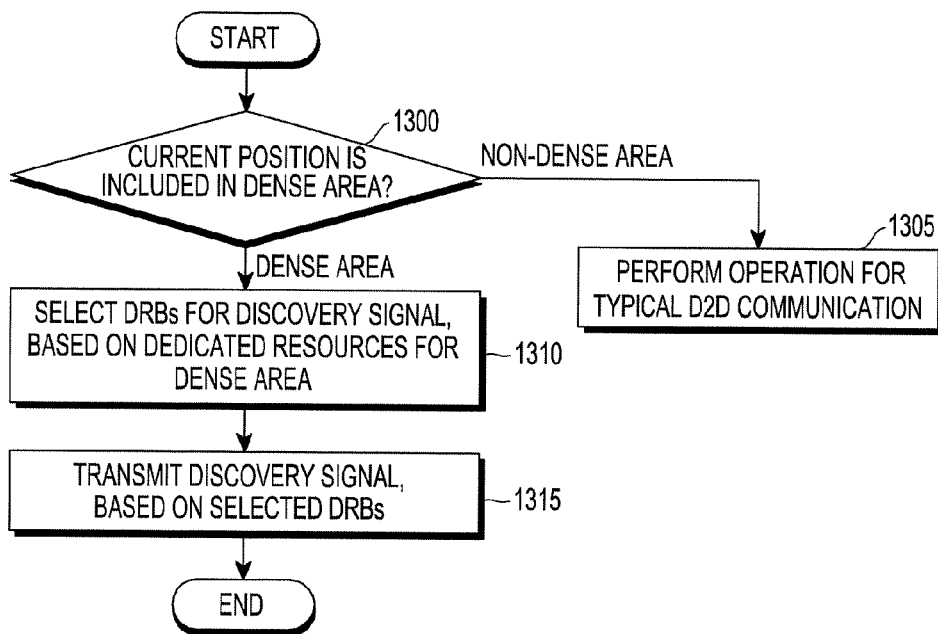 START
1300
CURRENT POSITION IS
INCLUDED IN DENSE AREA?
NON-DENSE AREA
1305
PERFORM OPERATION FOR
TYPICAL D2D COMMUNICATION
DENSE AREA
SELECT DRBs FOR DISCOVERY SIGNAL,
BASED ON DEDICATED RESOURCES FOR
DENSE AREA
1310
TRANSMIT DISCOVERY SIGNAL,
BASED ON SELECTED DRBs
1315
END